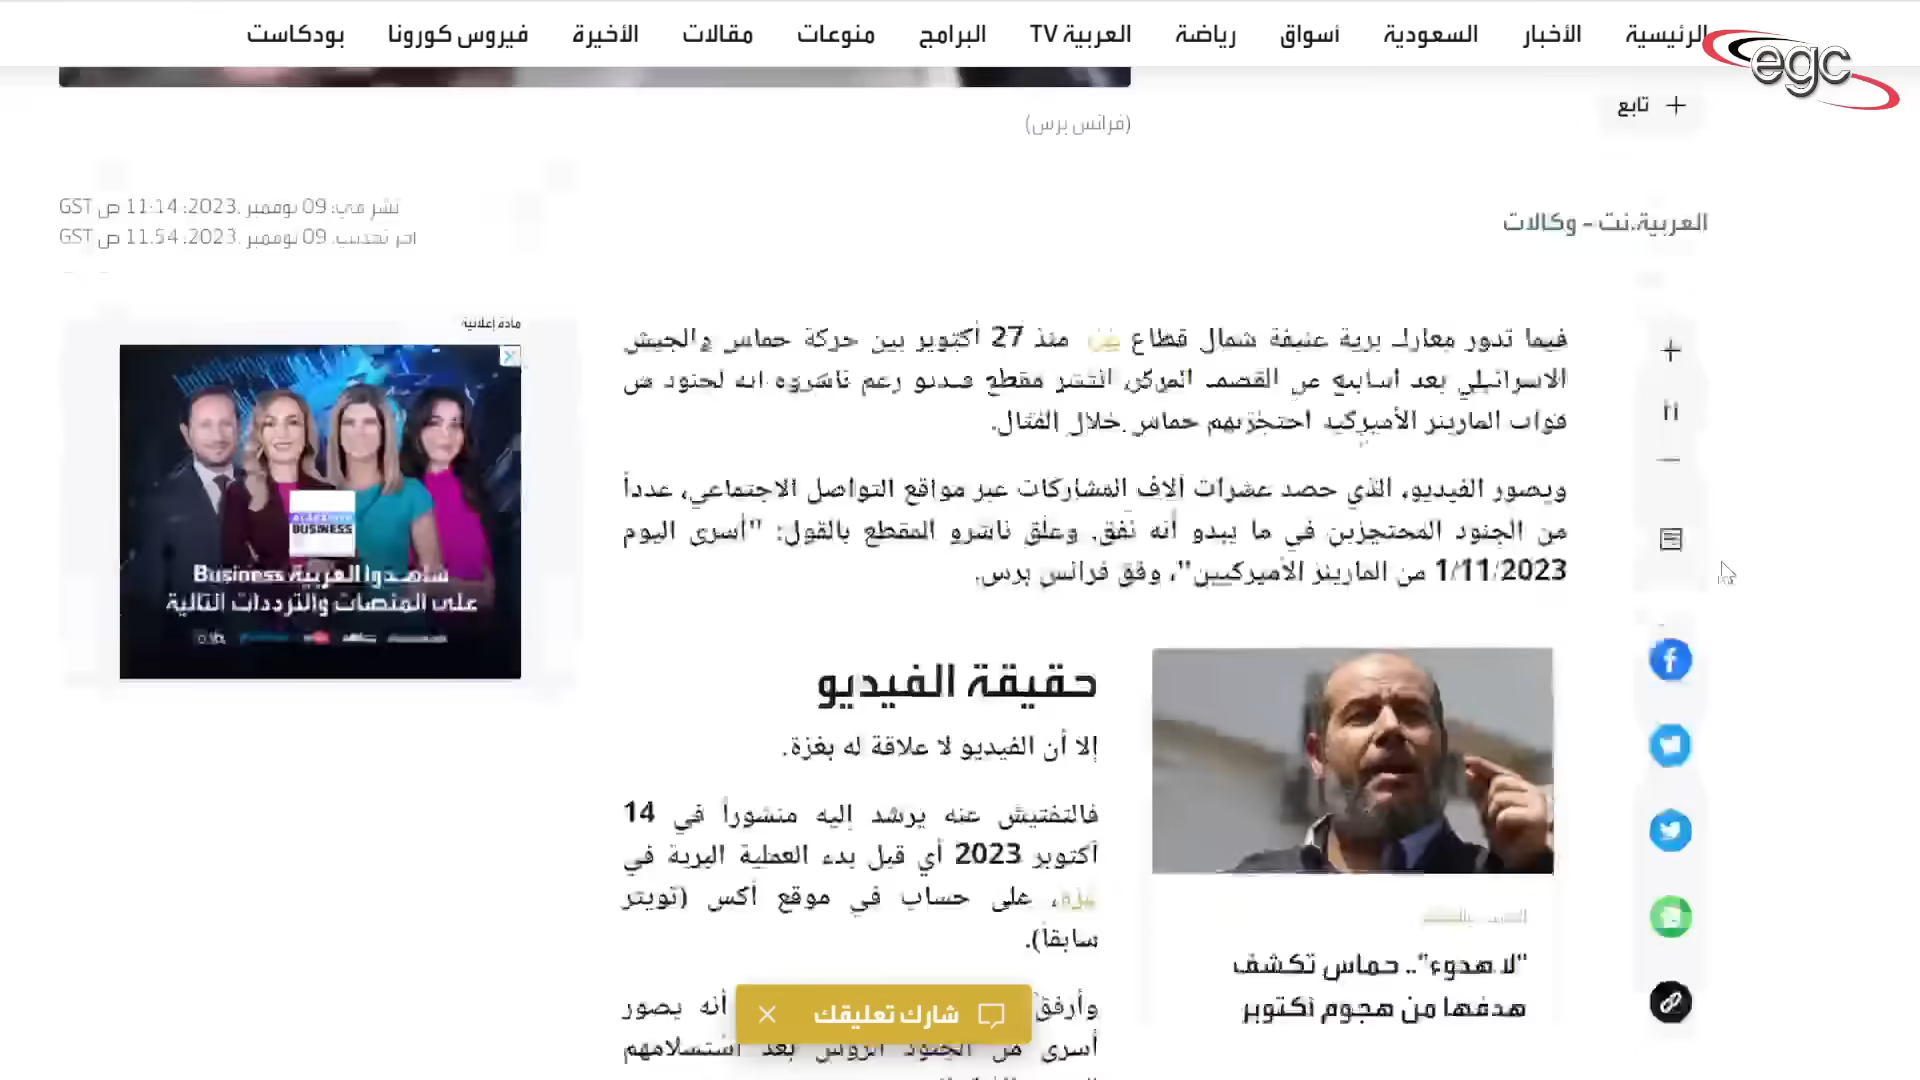 الرئيسية الأخبار السعودية أسواق رياضة العربية TV البرامج منوعات مقالات الأخيرة فيروس كورونا بودكاست
egc
+ تابع
(فرانس برس)
العربية.نت - وكالات
نشر في: 09 نوفمبر ,2023: 11:14 ص GST
آخر تحديث: 09 نوفمبر ,2023: 11:54 ص GST
مادة إعلانية
فيما تدور معارك برية عنيفة شمال قطاع غزة منذ 27 أكتوبر بين حركة حماس والجيش
الإسرائيلي بعد أسابيع من القصف المركز، انتشر مقطع فيديو زعم ناشروه أنه لجنود من
قوات المارينز الأميركية احتجزتهم حماس خلال القتال.
ويصور الفيديو، الذي حصد عشرات آلاف المشاركات عبر مواقع التواصل الاجتماعي، عدداً
من الجنود المحتجزين في ما يبدو أنه نفق. وعلّق ناشرو المقطع بالقول: "أسرى اليوم
1/11/2023 من المارينز الأميركيين"، وفق فرانس برس.
BUSINESS
شاهدوا العربية Business
على المنصات والترددات التالية
حقيقة الفيديو
إلا أن الفيديو لا علاقة له بغزة.
فالتفتيش عنه يرشد إليه منشوراً في 14
أكتوبر 2023 أي قبل بدء العملية البرية في
غزة، على حساب في موقع أكس (تويتر
سابقاً).
وأرفق أنه يصور
أسرى من الجنود الروس بعد استسلامهم
"لا هدوء".. حماس تكشف
هدفها من هجوم أكتوبر
شارك تعليقك